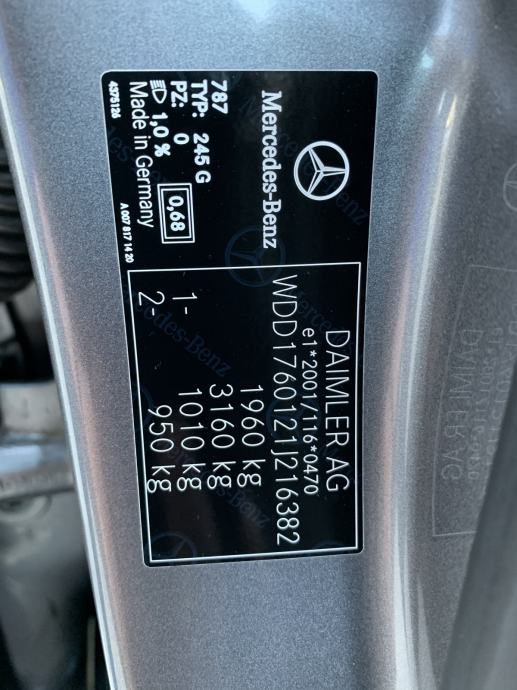 Mercedes-Benz
787
TYP: 245 G
PZ: 0
1,0 %
0,68
Made in Germany
4375126
A 007 817 14 20
DAIMLER AG
e1*2001/116*0470
WDD1760121J216382
1960 kg
3160 kg
1- 1010 kg
2- 950 kg